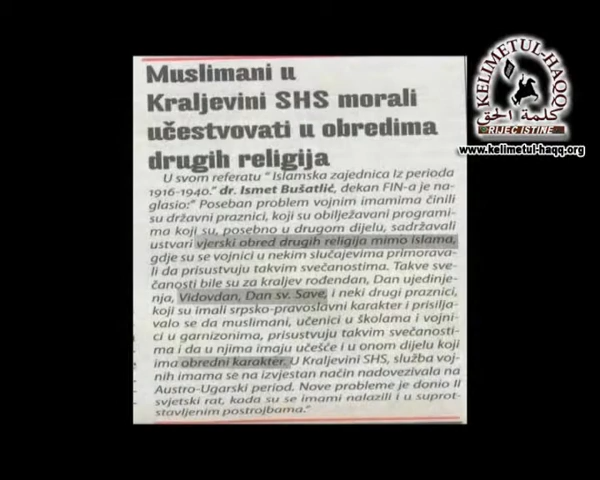 Muslimani u
Kraljevini SHS morali
učestvovati u obredima
drugih religija
U svom referatu " Islamska zajednica Iz perioda
1916-1940." dr. Ismet Bušatlić, dekan FIN-a je na-
glasio:" Poseban problem vojnim imamima činili
su državni praznici, koji su obilježavani programi-
ma koji su, posebno u drugom dijelu, sadržavali
ustvari vjerski obred drugih religija mimo islama,
gdje su se vojnici u nekim slučajevima primorava-
li da prisustvuju takvim svečanostima. Takve sve-
čanosti bile su za kraljev rođendan, Dan ujedinje-
nja, Vidovdan, Dan sv. Save, i neki drugi praznici,
koji su imali srpsko-pravoslavni karakter i prisilja-
valo se da muslimani, učenici u školama i vojni-
ci u garnizonima, prisustvuju takvim svečanosti-
ma i da u njima imaju učešće i u onom dijelu koji
ima obredni karakter. U Kraljevini SHS, služba voj-
nih imama se na izvjestan način nadovezivala na
Austro-Ugarski period. Nove probleme je donio II
svjetski rat, kada su se imami nalazili i u suprot-
stavljenim postrojbama."
KELIMETUL-HAQQ
كلمة الحق
RIJEČ ISTINE
www.kelimetul-haqq.org